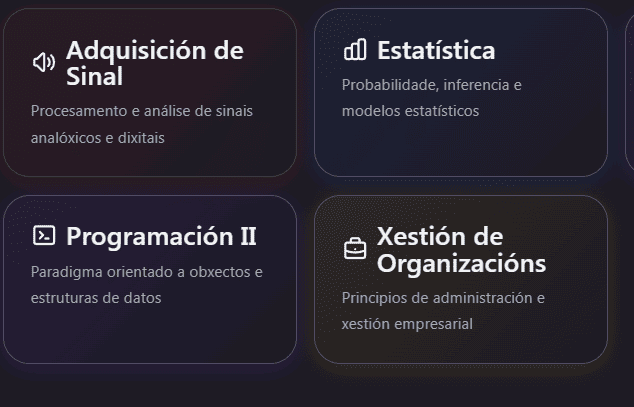 Adquisición de
Sinal
Procesamento e análise de sinais
analóxicos e dixitais
Estatística
Probabilidade, inferencia e
modelos estatísticos
Programación II
Paradigma orientado a obxectos e
estruturas de datos
Xestión de
Organizacións
Principios de administración e
xestión empresarial